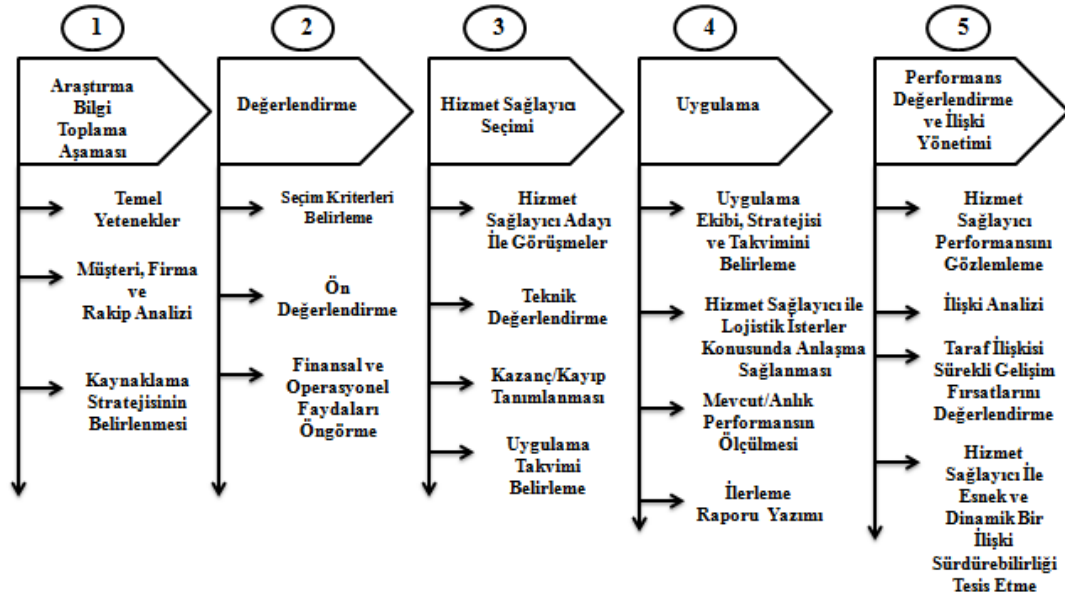 1
Araştırma
Bilgi
Toplama
Aşaması
Temel
Yetenekler
Müşteri, Firma
ve
Rakip Analizi
Kaynaklama
Stratejisinin
Belirlenmesi
2
Değerlendirme
Seçim Kriterleri
Belirleme
Ön
Değerlendirme
Finansal ve
Operasyonel
Faydaları
Öngörme
3
Hizmet Sağlayıcı
Seçimi
Hizmet
Sağlayıcı Adayı
İle Görüşmeler
Teknik
Değerlendirme
Kazanç/Kayıp
Tanımlanması
Uygulama
Takvimi
Belirleme
4
Uygulama
Uygulama
Ekibi, Stratejisi
ve Takvimini
Belirleme
Hizmet Sağlayıcı ile
Lojistik İsterler
Konusunda Anlaşma
Sağlanması
Mevcut/Anlık
Performansın
Ölçülmesi
İlerleme
Raporu Yazımı
5
Performans
Değerlendirme
ve İlişki
Yönetimi
Hizmet
Sağlayıcı
Performansını
Gözlemleme
İlişki Analizi
Taraf İlişkisi
Sürekli Gelişim
Fırsatlarını
Değerlendirme
Hizmet
Sağlayıcı İle
Esnek ve
Dinamik Bir
İlişki
Sürdürebilirliği
Tesis Etme